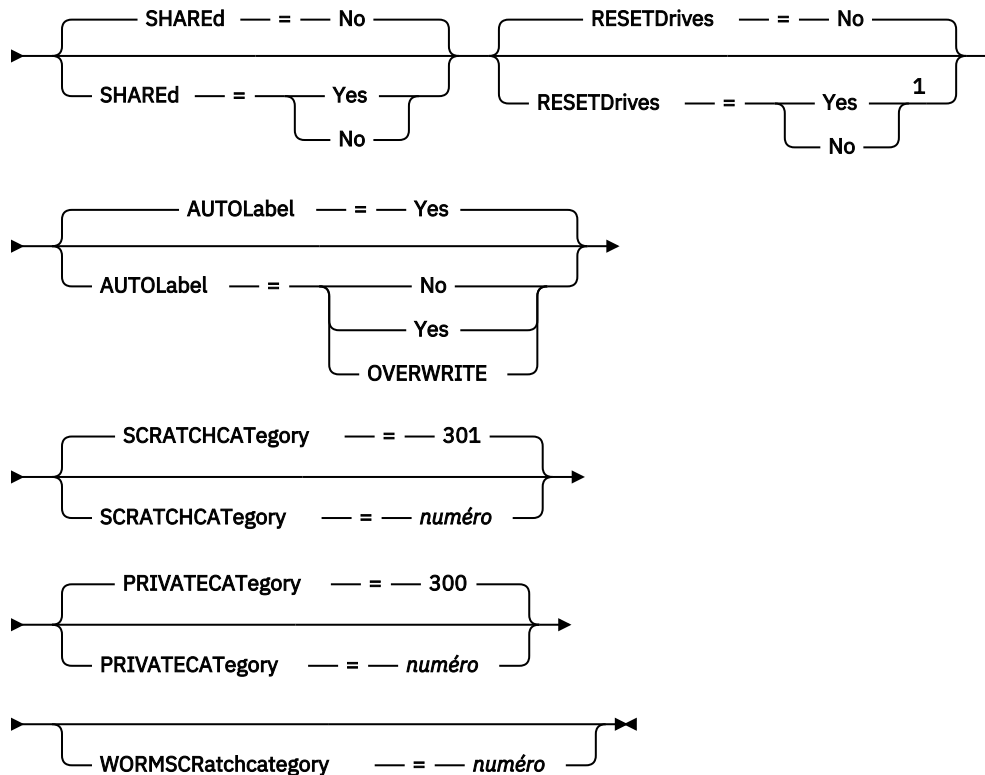 SHAREd = No RESETDrives = No
SHAREd = Yes RESETDrives = Yes 1
No No
AUTOLabel = Yes
AUTOLabel = No
Yes
OVERWRITE
SCRATCHCATegory = 301
SCRATCHCATegory = numéro
PRIVATECATegory = 300
PRIVATECATegory = numéro
WORMSCRatchcategory = numéro